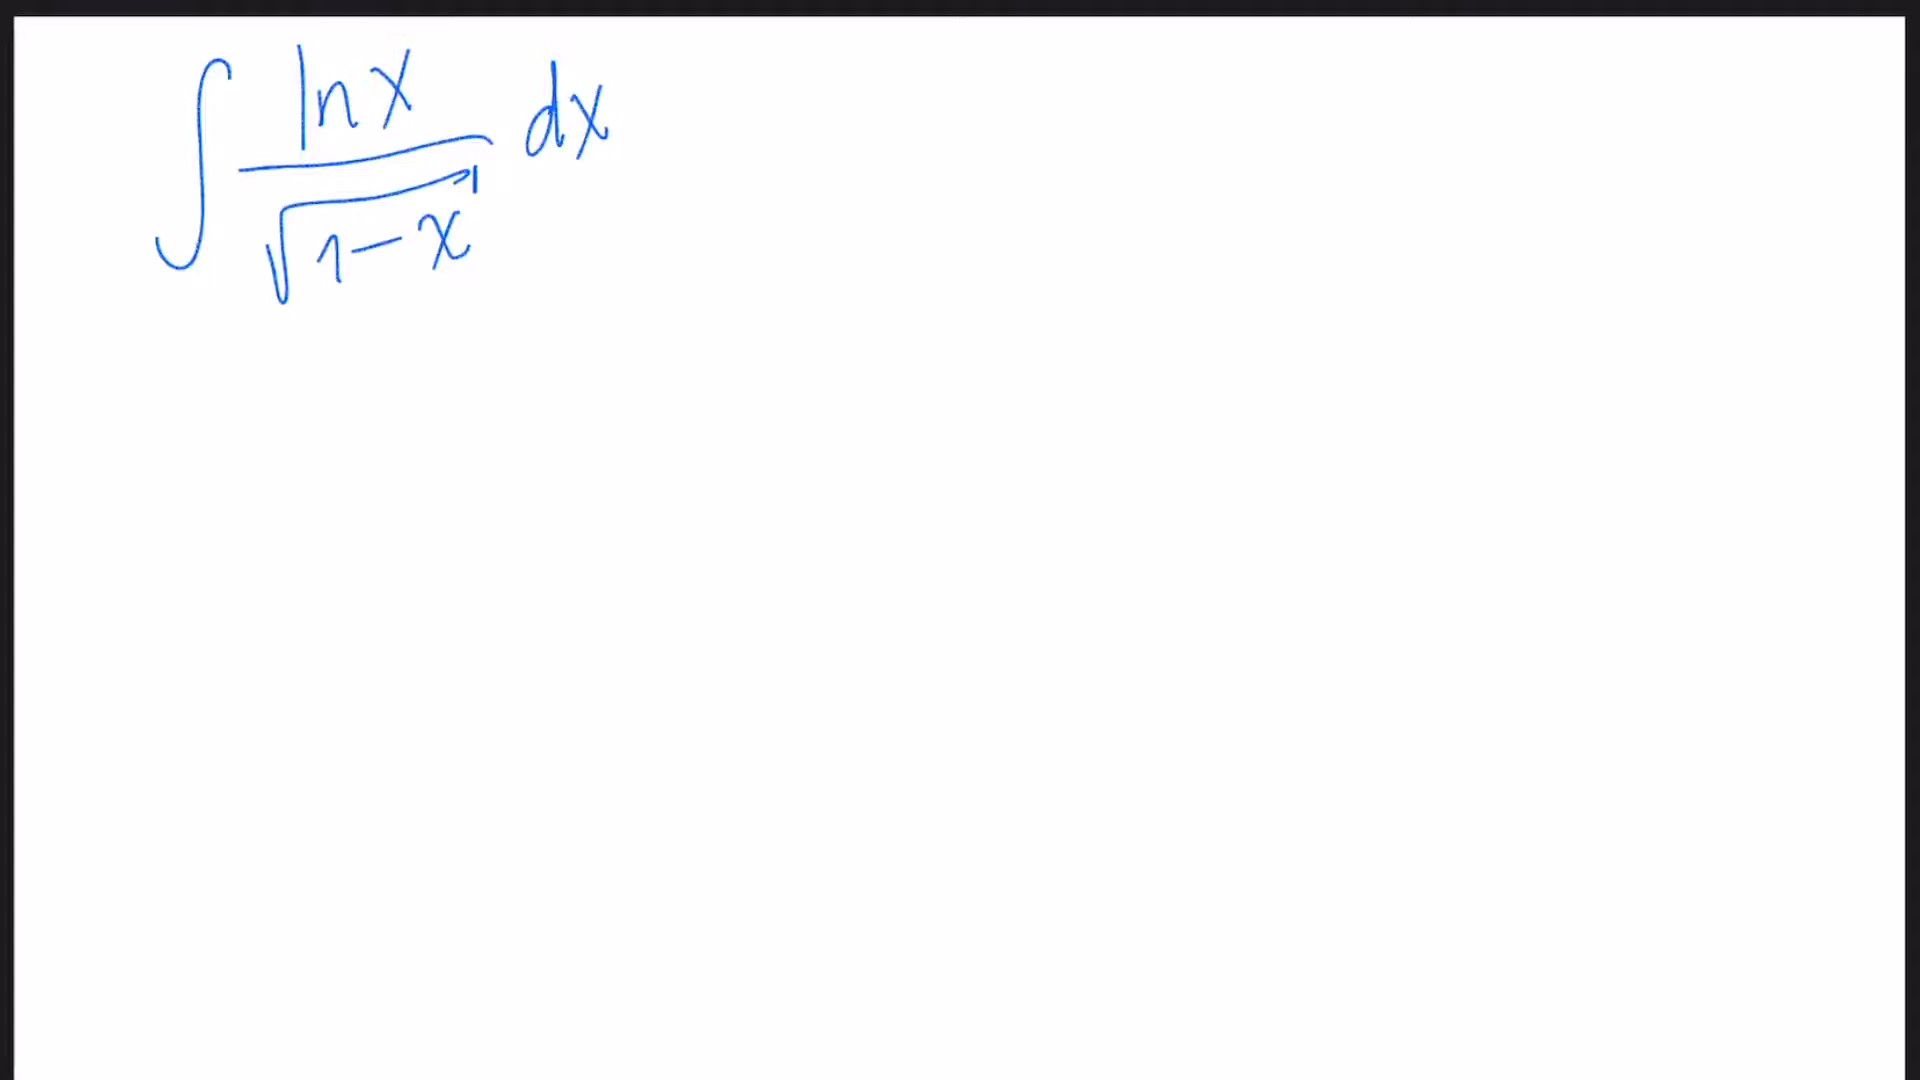 ∫ ln x / √(1 − x) dx